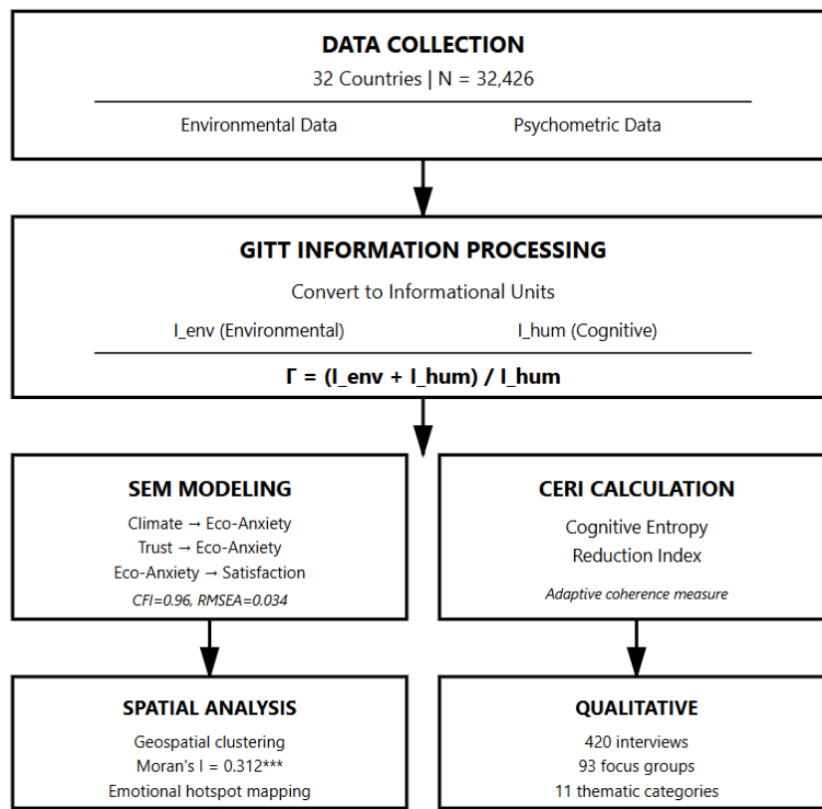 DATA COLLECTION
32 Countries | N = 32,426
Environmental Data
Psychometric Data
GITT INFORMATION PROCESSING
Convert to Informational Units
I_env (Environmental)
I_hum (Cognitive)
Γ = (I_env + I_hum) / I_hum
SEM MODELING
Climate → Eco-Anxiety
Trust → Eco-Anxiety
Eco-Anxiety → Satisfaction
CFI=0.96, RMSEA=0.034
CERI CALCULATION
Cognitive Entropy
Reduction Index
Adaptive coherence measure
SPATIAL ANALYSIS
Geospatial clustering
Moran's I = 0.312***
Emotional hotspot mapping
QUALITATIVE
420 interviews
93 focus groups
11 thematic categories